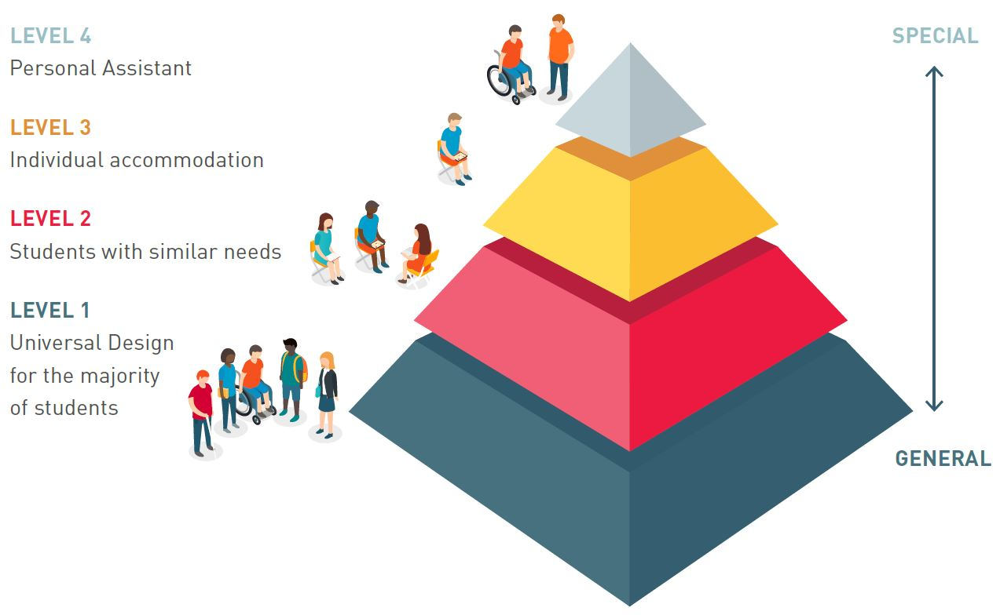 LEVEL 4
Personal Assistant
LEVEL 3
Individual accommodation
LEVEL 2
Students with similar needs
LEVEL 1
Universal Design
for the majority
of students
SPECIAL
GENERAL